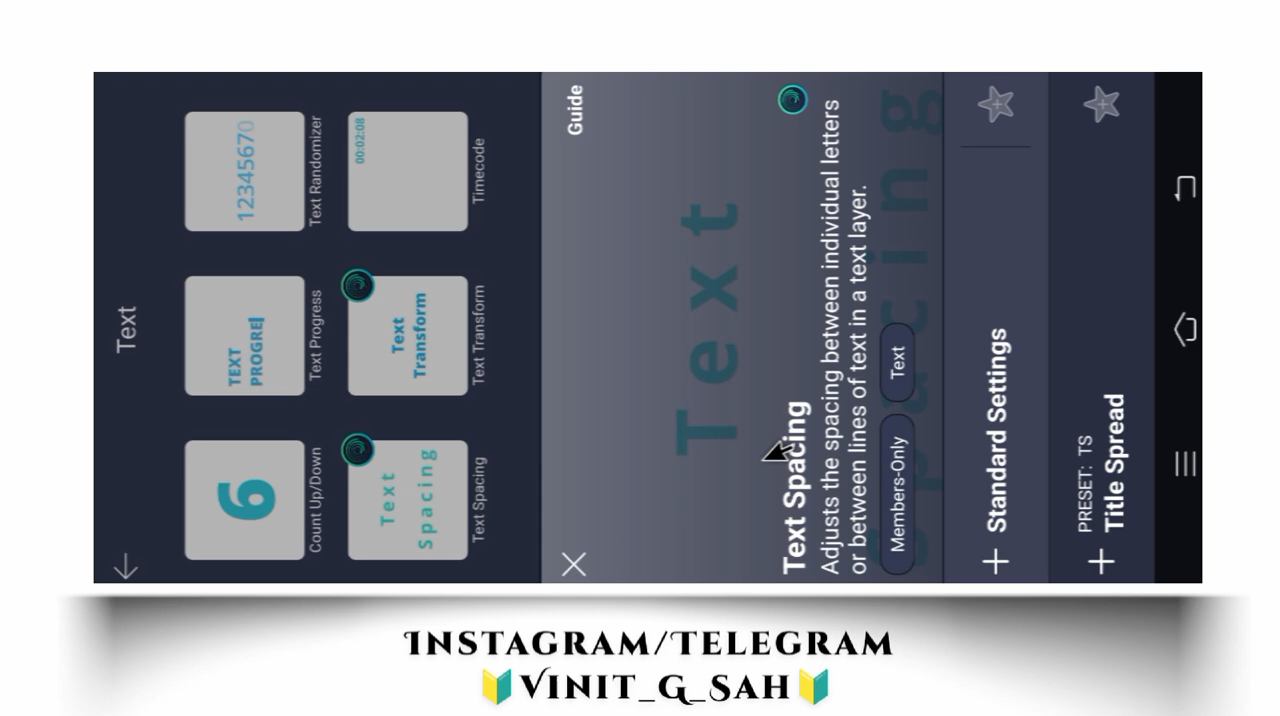 Text
6
Count Up/Down
TEXT
PROGRE
Text Progress
12345670
Text Randomizer
Text
Spacing
Text Spacing
Text
Transform
Text Transform
00:02:08
Timecode
Guide
Text
Spacing
Text Spacing
Adjusts the spacing between individual letters
or between lines of text in a text layer.
Members-Only Text
Standard Settings
PRESET: TS
Title Spread
INSTAGRAM/TELEGRAM
VINIT_G_SAH